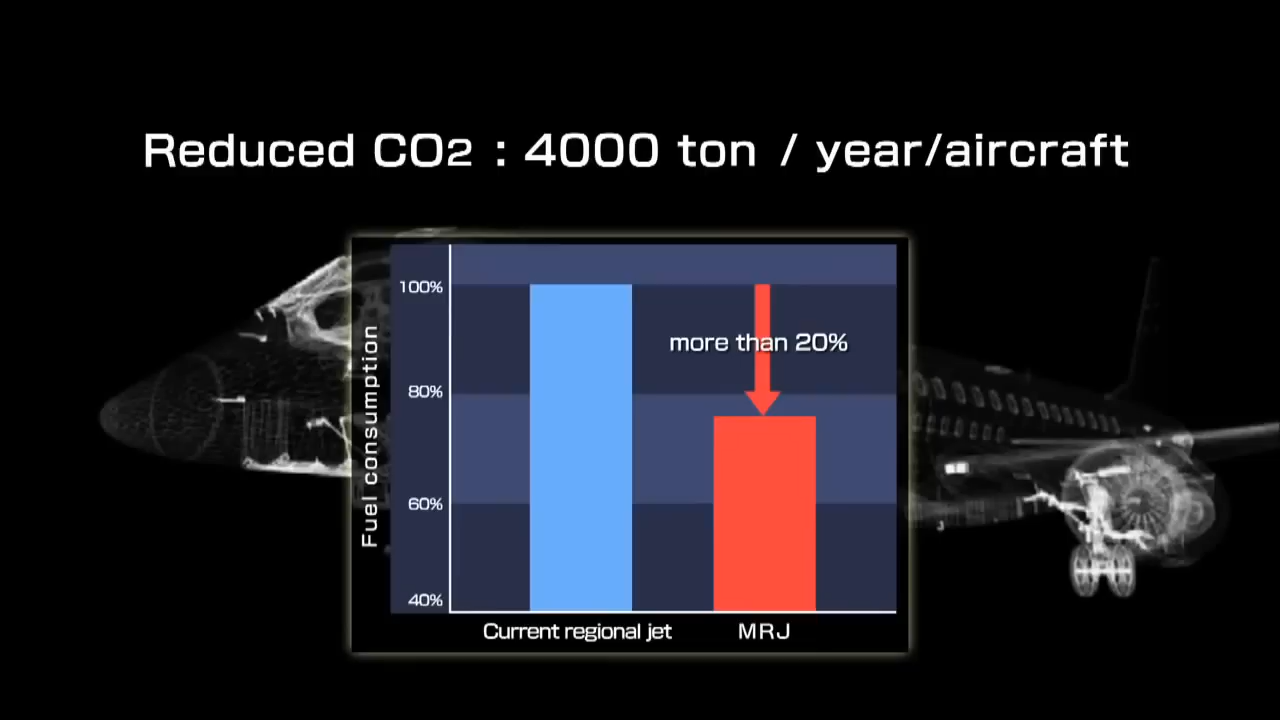 Reduced CO2 : 4000 ton / year/aircraft
Fuel consumption
100%
80%
60%
40%
more than 20%
Current regional jet
MRJ